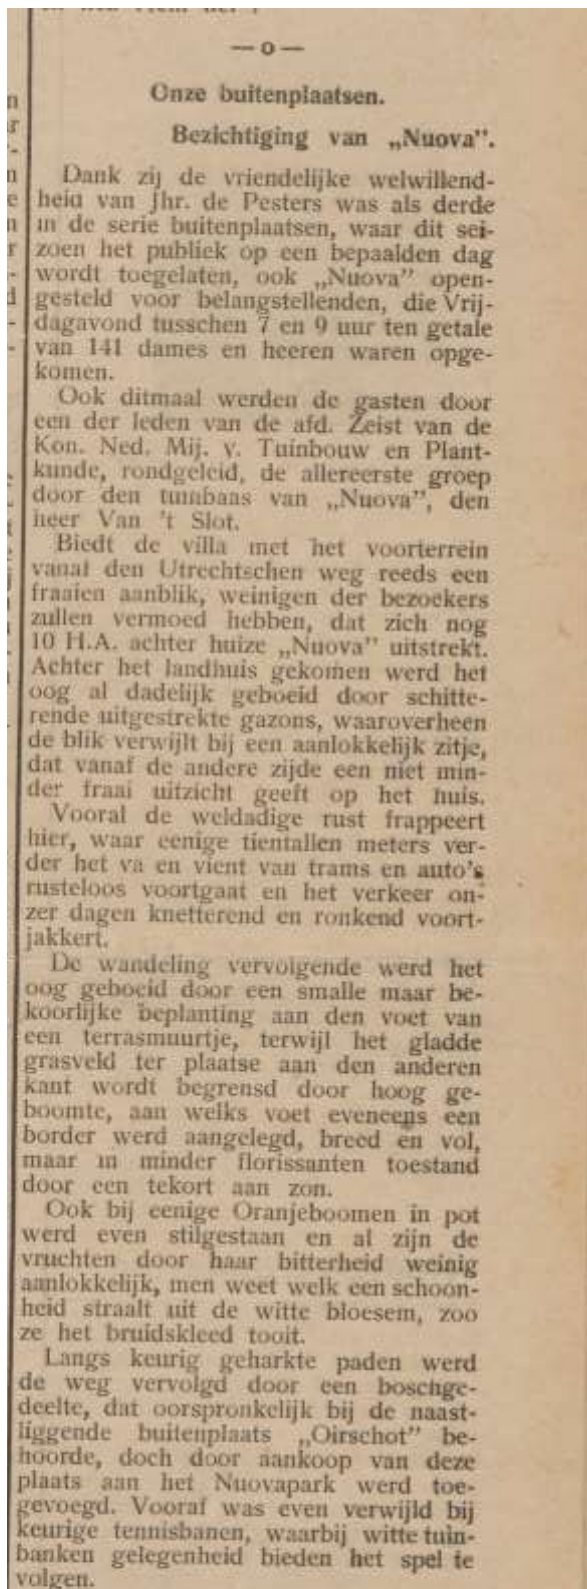 — o —
Onze buitenplaatsen.
Bezichtiging van „Nuova".
Dank zij de vriendelijke welwillend-
heid van Jhr. de Pesters was als derde
in de serie buitenplaatsen, waar dit sei-
zoen het publiek op een bepaalden dag
wordt toegelaten, ook „Nuova" open-
gesteld voor belangstellenden, die Vrij-
dagavond tusschen 7 en 9 uur ten getale
van 141 dames en heeren waren opge-
komen.
Ook ditmaal werden de gasten door
een der leden van de afd. Zeist van de
Kon. Ned. Mij. v. Tuinbouw en Plant-
kunde, rondgeleid, de allereerste groep
door den tuinbaas van „Nuova", den
heer Van 't Slot.
Biedt de villa met het voorterrein
vanaf den Utrechtschen weg reeds een
fraaien aanblik, weinigen der bezoekers
zullen vermoed hebben, dat zich nog
10 H.A. achter huize „Nuova" uitstrekt.
Achter het landhuis gekomen werd het
oog al dadelijk geboeid door schitte-
rende uitgestrekte gazons, waaroverheen
de blik verwijlt bij een aanlokkelijk zitje,
dat vanaf de andere zijde een niet min-
der fraai uitzicht geeft op het huis.
Vooral de weldadige rust frappeert
hier, waar eenige tientallen meters ver-
der het va en vient van trams en auto's
rusteloos voortgaat en het verkeer on-
zer dagen knetterend en ronkend voort-
jakkert.
De wandeling vervolgende werd het
oog geboeid door een smalle maar be-
koorlijke beplanting aan den voet van
een terrasmuurtje, terwijl het gladde
grasveld ter plaatse aan den anderen
kant wordt begrensd door hoog ge-
boomte, aan welks voet eveneens een
border werd aangelegd, breed en vol,
maar in minder florissanten toestand
door een tekort aan zon.
Ook bij eenige Oranjeboomen in pot
werd even stilgestaan en al zijn de
vruchten door haar bitterheid weinig
aanlokkelijk, men weet welk een schoon-
heid straalt uit de witte bloesem, zoo
ze het bruidskleed tooit.
Langs keurig geharkte paden werd
de weg vervolgd door een boschge-
deelte, dat oorspronkelijk bij de naast-
liggende buitenplaats „Oirschot" be-
hoorde, doch door aankoop van deze
plaats aan het Nuovapark werd toe-
gevoegd. Vooraf was even verwijld bij
keurige tennisbanen, waarbij witte tuin-
banken gelegenheid bieden het spel te
volgen.